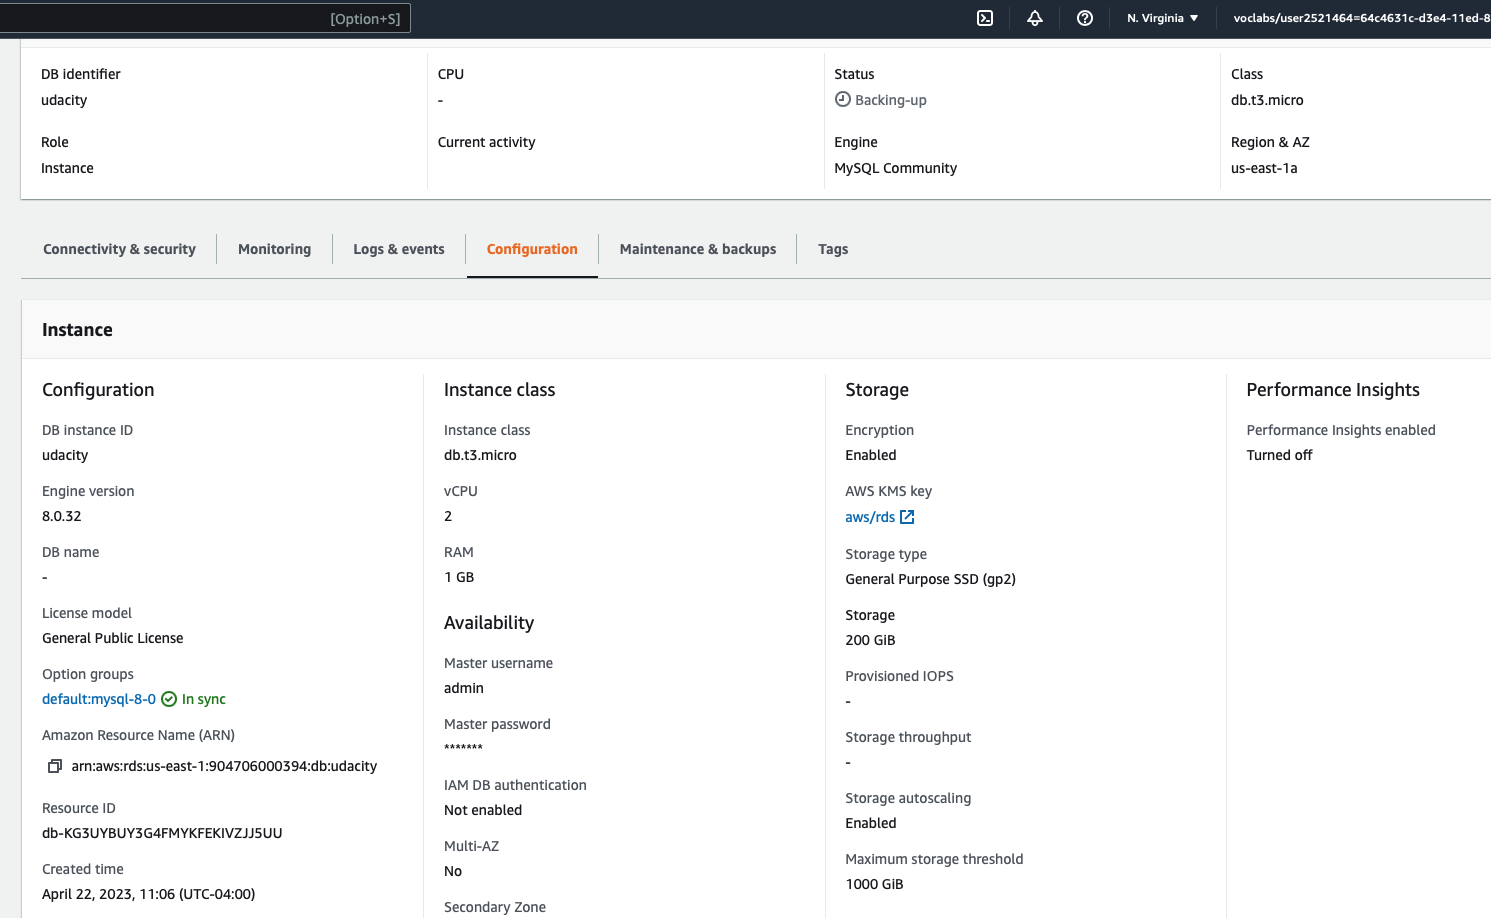 [Option+S]
N. Virginia
voclabs/user2521464=64c4631c-d3e4-11ed-8
DB identifier
udacity
CPU
-
Status
Backing-up
Class
db.t3.micro
Role
Instance
Current activity
Engine
MySQL Community
Region & AZ
us-east-1a
Connectivity & security
Monitoring
Logs & events
Configuration
Maintenance & backups
Tags
Instance
Configuration
DB instance ID
udacity
Engine version
8.0.32
DB name
-
License model
General Public License
Option groups
default:mysql-8-0 In sync
Amazon Resource Name (ARN)
arn:aws:rds:us-east-1:904706000394:db:udacity
Resource ID
db-KG3UYBUY3G4FMYKFEKIVZJJ5UU
Created time
April 22, 2023, 11:06 (UTC-04:00)
Instance class
Instance class
db.t3.micro
vCPU
2
RAM
1 GB
Availability
Master username
admin
Master password
*******
IAM DB authentication
Not enabled
Multi-AZ
No
Secondary Zone
Storage
Encryption
Enabled
AWS KMS key
aws/rds
Storage type
General Purpose SSD (gp2)
Storage
200 GiB
Provisioned IOPS
-
Storage throughput
-
Storage autoscaling
Enabled
Maximum storage threshold
1000 GiB
Performance Insights
Performance Insights enabled
Turned off